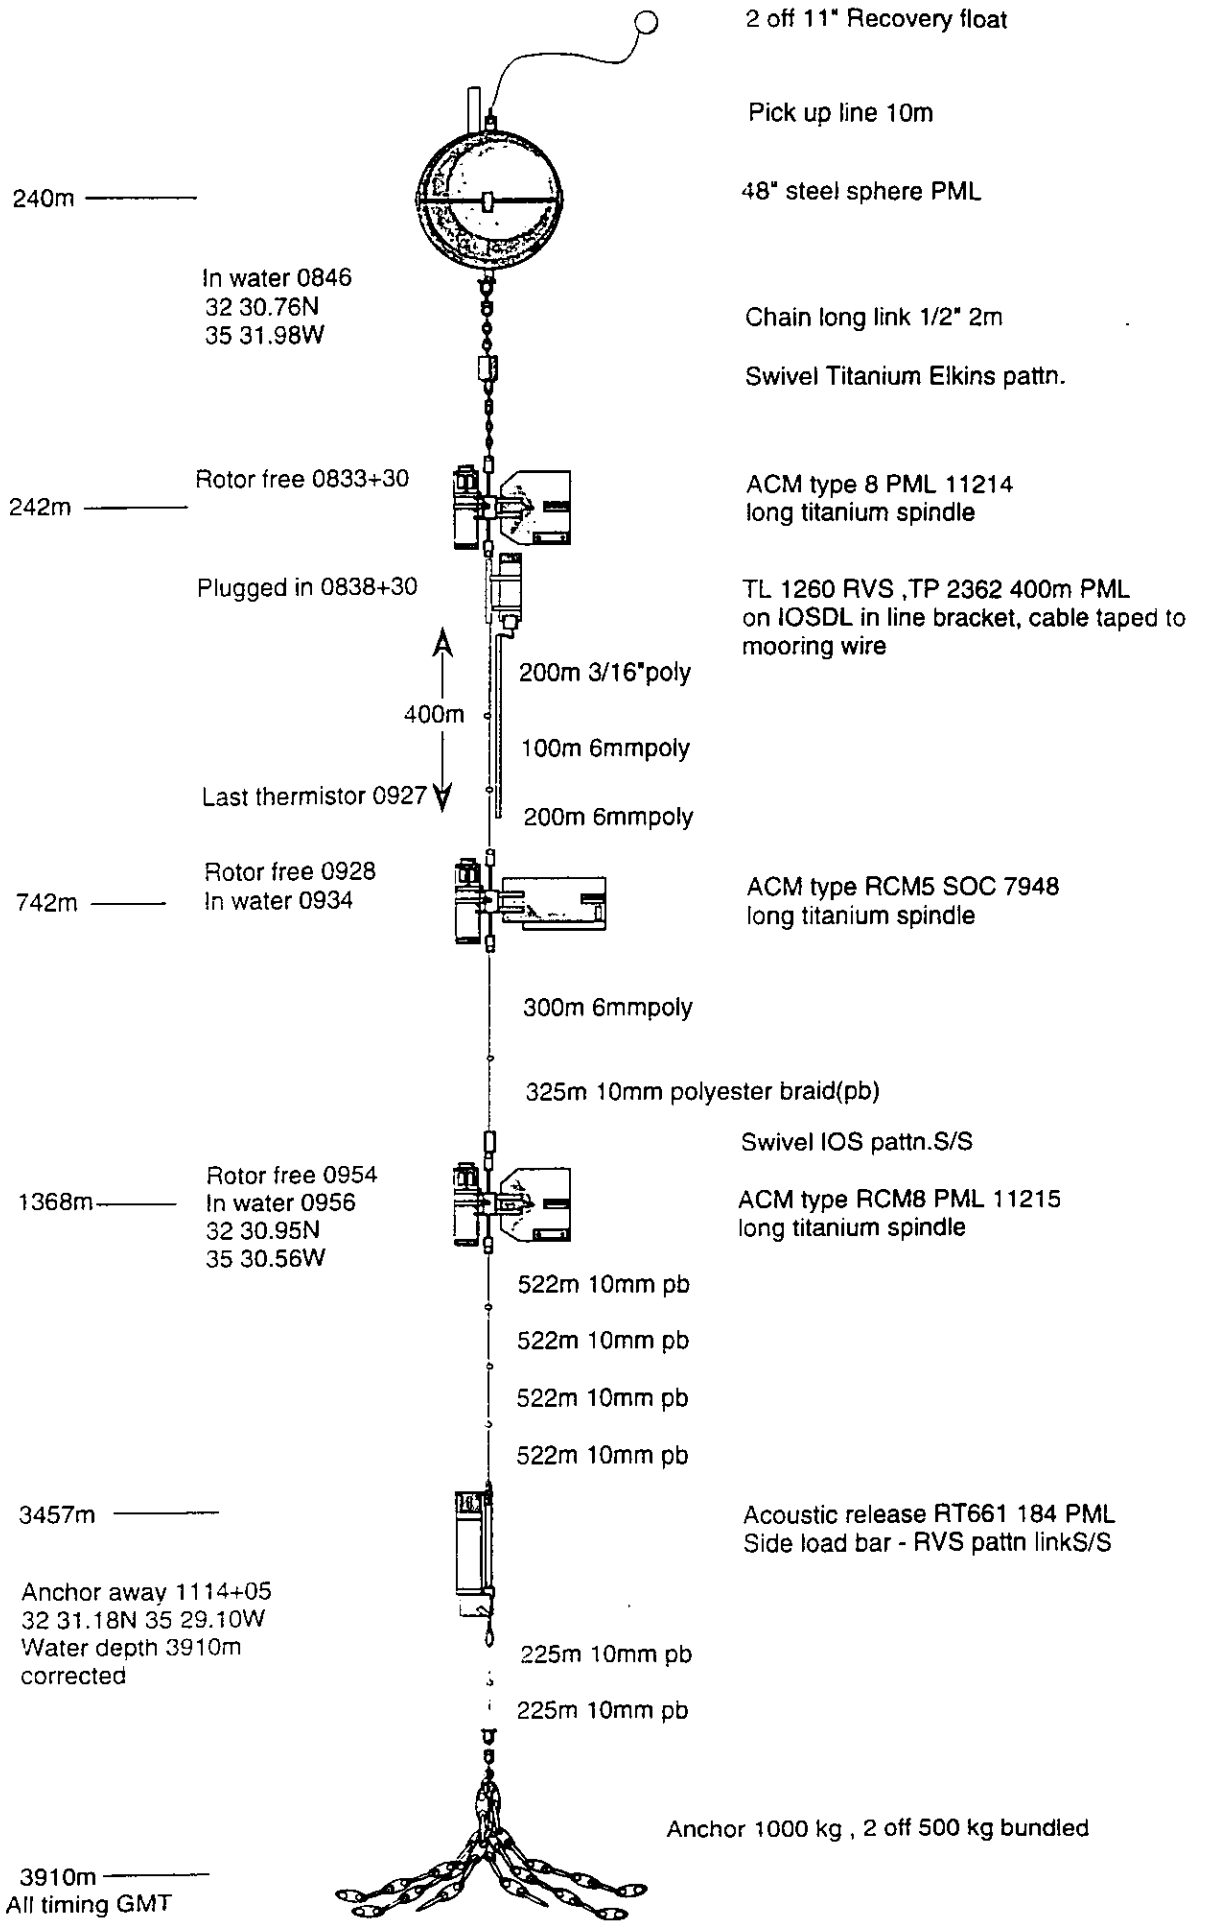 2 off 11" Recovery float
Pick up line 10m
240m
48" steel sphere PML
In water 0846
32 30.76N
35 31.98W
Chain long link 1/2" 2m
Swivel Titanium Elkins pattn.
Rotor free 0833+30
242m
ACM type 8 PML 11214
long titanium spindle
Plugged in 0838+30
TL 1260 RVS ,TP 2362 400m PML
on IOSDL in line bracket, cable taped to
mooring wire
200m 3/16"poly
400m
100m 6mmpoly
Last thermistor 0927
200m 6mmpoly
Rotor free 0928
In water 0934
742m
ACM type RCM5 SOC 7948
long titanium spindle
300m 6mmpoly
325m 10mm polyester braid(pb)
Swivel IOS pattn.S/S
Rotor free 0954
In water 0956
32 30.95N
35 30.56W
1368m
ACM type RCM8 PML 11215
long titanium spindle
522m 10mm pb
522m 10mm pb
522m 10mm pb
522m 10mm pb
3457m
Acoustic release RT661 184 PML
Side load bar - RVS pattn linkS/S
Anchor away 1114+05
32 31.18N 35 29.10W
Water depth 3910m
corrected
225m 10mm pb
225m 10mm pb
Anchor 1000 kg , 2 off 500 kg bundled
3910m
All timing GMT